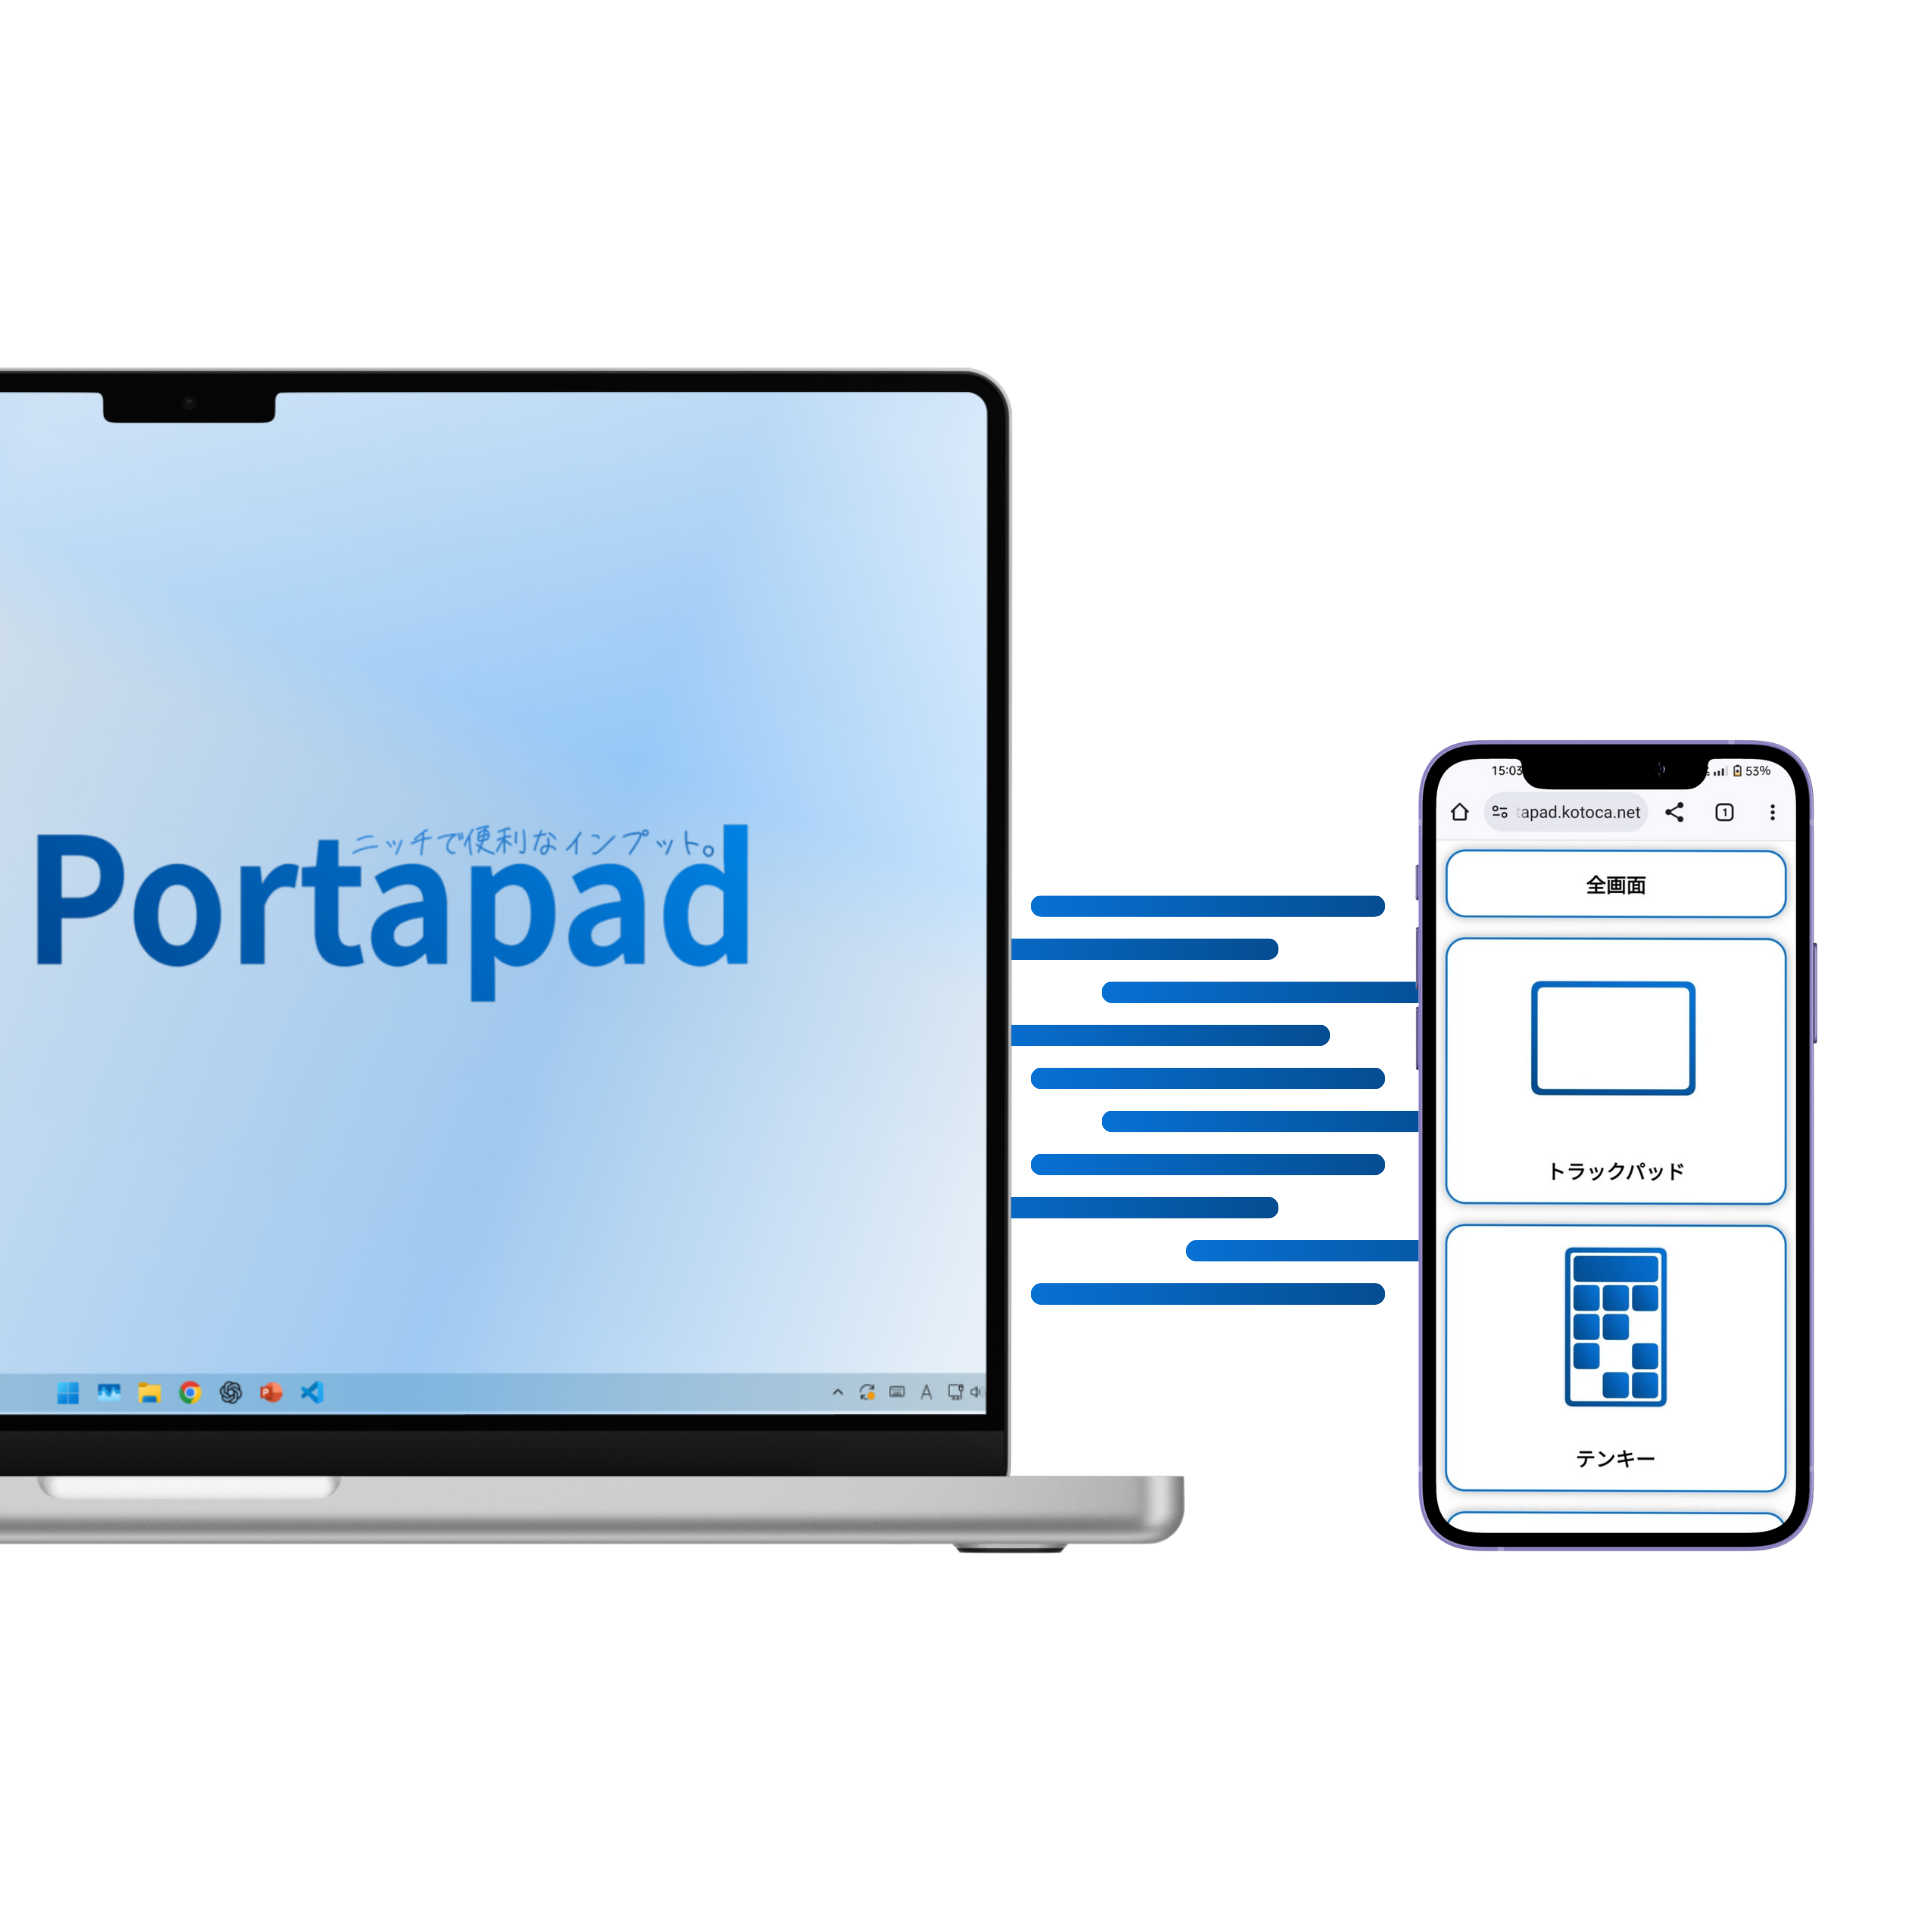 ニッチで便利なインプット。
Portapad
A
15:03
53%
tapad.kotoca.net
1
全画面
トラックパッド
テンキー